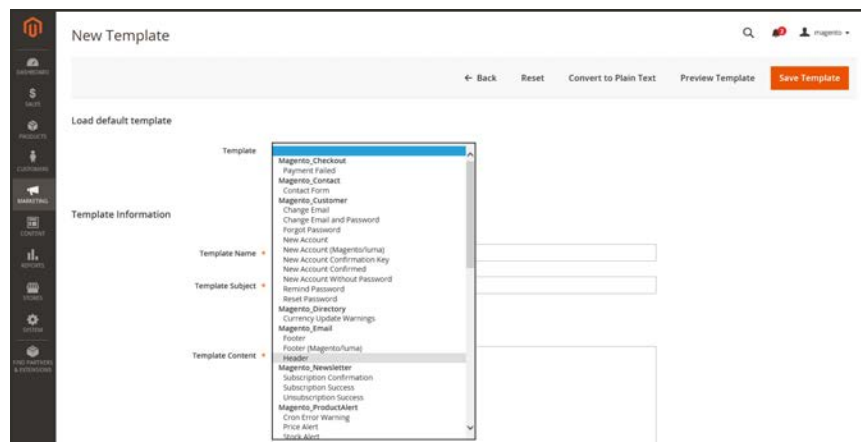 New Template
2
magento
← Back Reset Convert to Plain Text Preview Template Save Template
DASHBOARD
SALES
PRODUCTS
CUSTOMERS
MARKETING
CONTENT
REPORTS
STORES
SYSTEM
FIND PARTNERS
& EXTENSIONS
Load default template
Template
Magento_Checkout
Payment Failed
Magento_Contact
Contact Form
Magento_Customer
Change Email
Change Email and Password
Forgot Password
New Account
New Account (Magento/luma)
New Account Confirmation Key
New Account Confirmed
New Account Without Password
Remind Password
Reset Password
Magento_Directory
Currency Update Warnings
Magento_Email
Footer
Footer (Magento/luma)
Header
Magento_Newsletter
Subscription Confirmation
Subscription Success
Unsubscription Success
Magento_ProductAlert
Cron Error Warning
Price Alert
Stock Alert
Template Information
Template Name *
Template Subject *
Template Content *